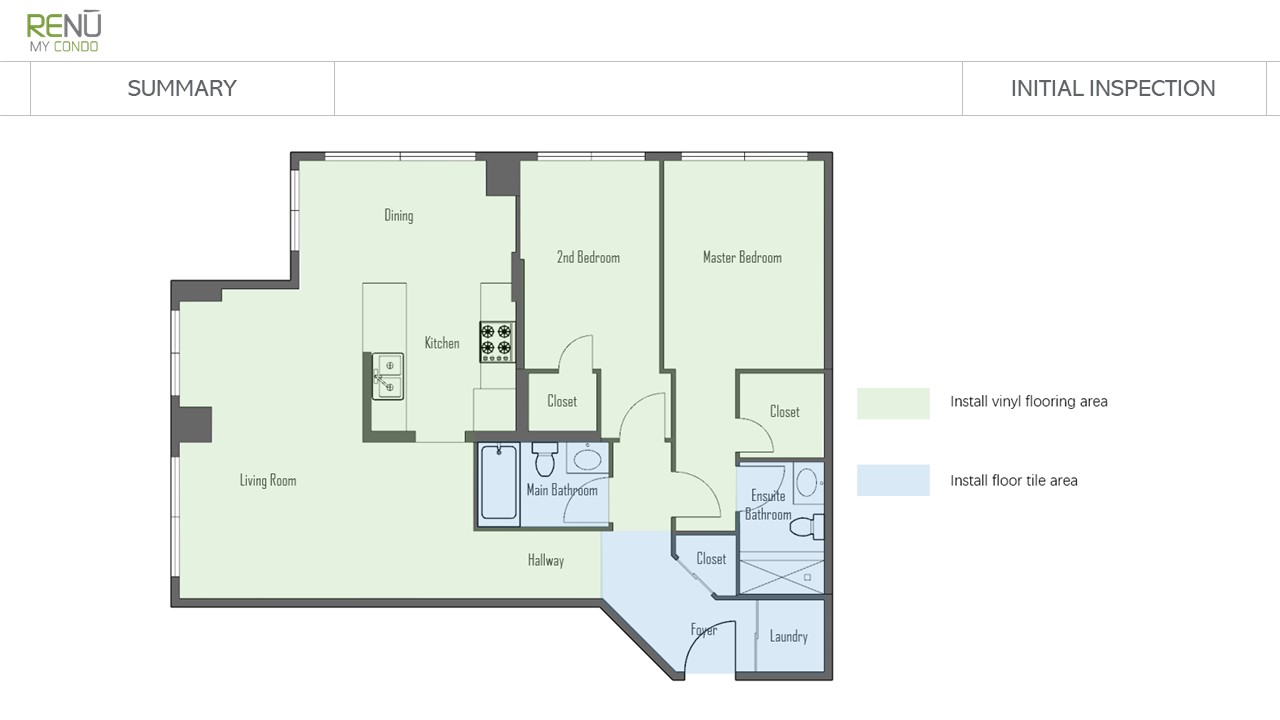 RENŪ
MY CONDO
SUMMARY
INITIAL INSPECTION
Dining
2nd Bedroom
Master Bedroom
Kitchen
Closet
Closet
Install vinyl flooring area
Living Room
Main Bathroom
Ensuite
Bathroom
Install floor tile area
Hallway
Closet
Foyer
Laundry